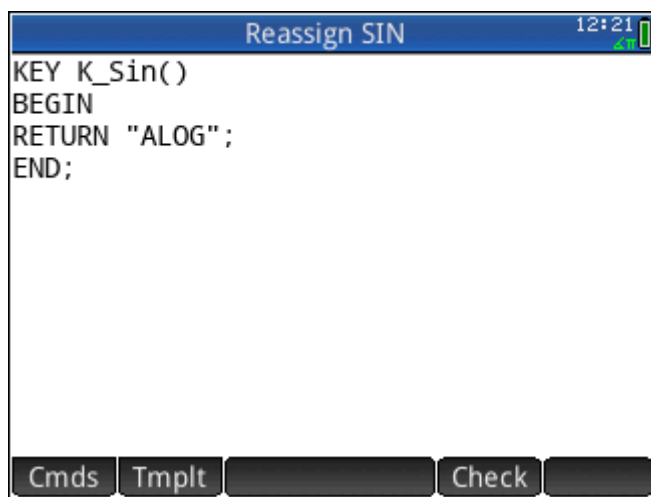 Reassign SIN
12:21
∠π
KEY K_Sin()
BEGIN
RETURN "ALOG";
END;
Cmds Tmplt Check